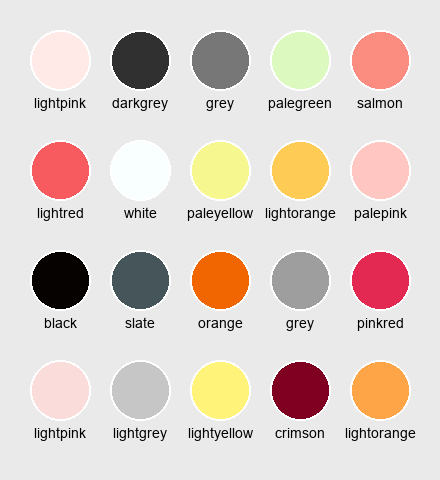 lightpink darkgrey grey palegreen salmon
lightred white paleyellow lightorange palepink
black slate orange grey pinkred
lightpink lightgrey lightyellow crimson lightorange